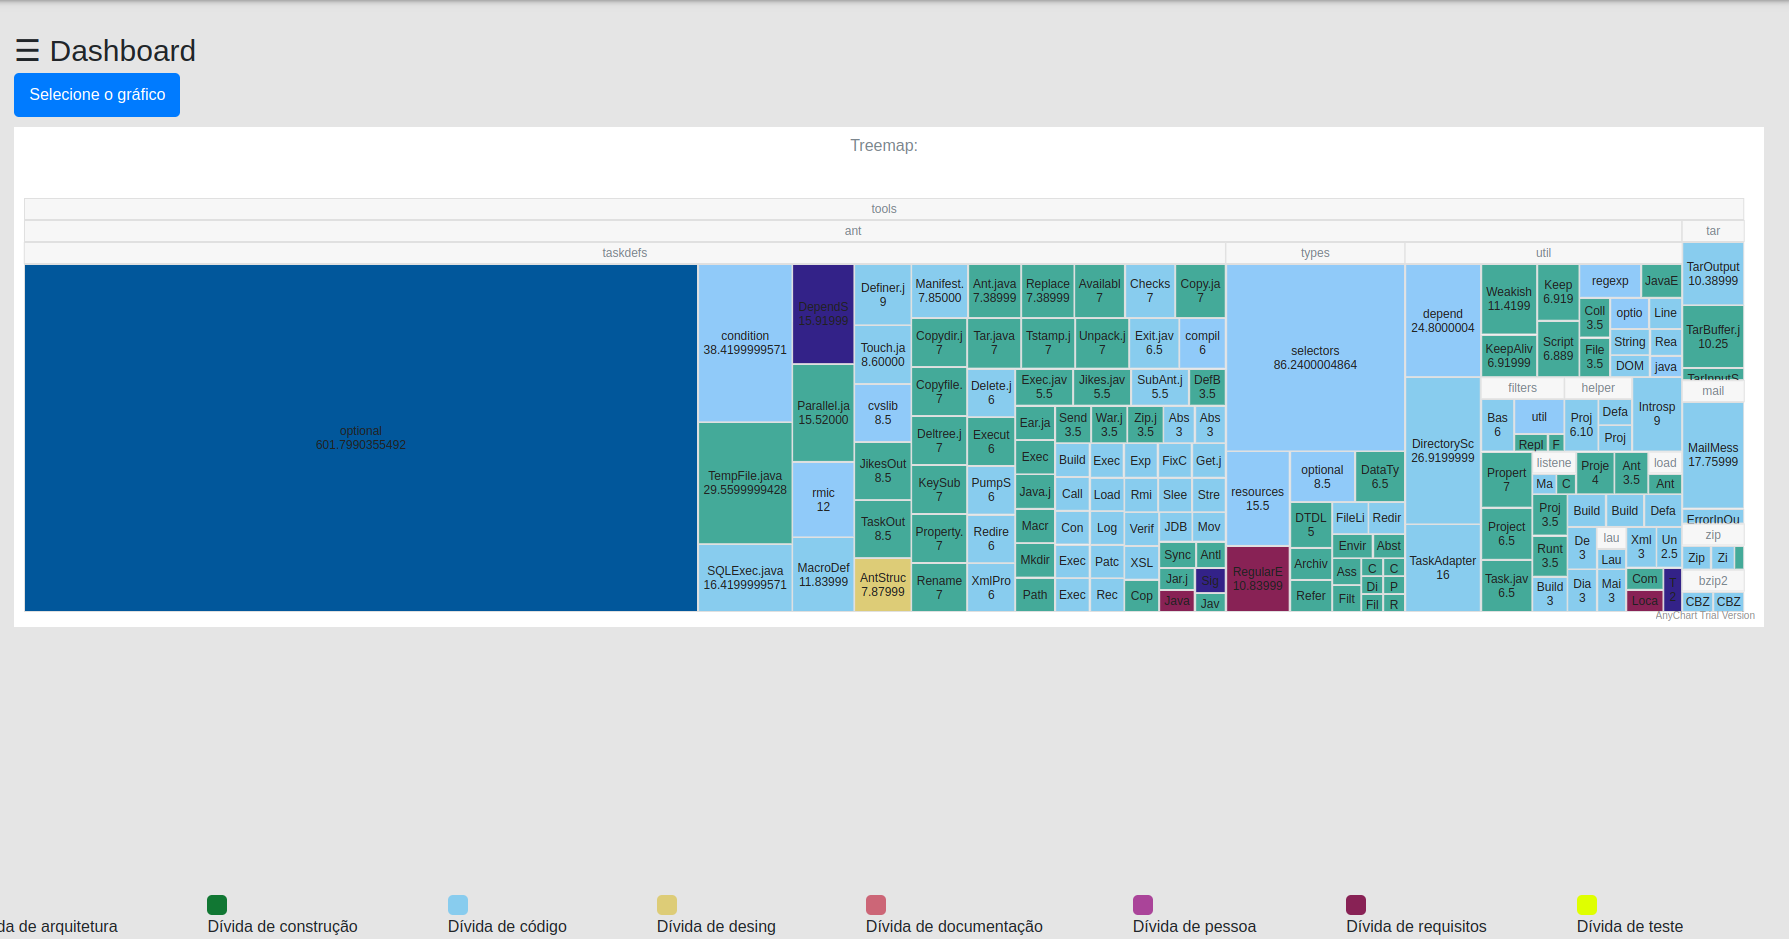 ☰ Dashboard
Selecione o gráfico
Treemap:
tools
ant
tar
taskdefs
types
util
optional
601.7990355492
condition
38.4199999571
TempFile.java
29.5599999428
SQLExec.java
16.4199999571
DependS
15.91999
Parallel.ja
15.52000
rmic
12
MacroDef
11.83999
Definer.j
9
Touch.ja
8.60000
cvslib
8.5
JikesOut
8.5
TaskOut
8.5
AntStruc
7.87999
Manifest.
7.85000
Ant.java
7.38999
Replace
7.38999
Availabl
7
Checks
7
Copy.ja
7
Copydir.j
7
Tar.java
7
Tstamp.j
7
Unpack.j
7
Exit.jav
6.5
compil
6
Copyfile.
7
Deltree.j
7
KeySub
7
Property.
7
Rename
7
Delete.j
6
Execut
6
PumpS
6
Redire
6
XmlPro
6
Exec.jav
5.5
Jikes.jav
5.5
SubAnt.j
5.5
DefB
3.5
Ear.ja
Exec
Java.j
Macr
Mkdir
Path
Send
3.5
War.j
3.5
Zip.j
3.5
Abs
3
Abs
3
Build
Exec
Exp
FixC
Get.j
Call
Load
Rmi
Slee
Stre
Con
Log
Verif
JDB
Mov
Exec
Patc
XSL
Sync
Antl
Exec
Rec
Cop
Jar.j
Sig
Java
Jav
selectors
86.2400004864
resources
15.5
RegularE
10.83999
optional
8.5
DataTy
6.5
DTDL
5
FileLi
Redir
Envir
Abst
Archiv
Refer
Ass
C
C
Di
P
Filt
Fil
R
depend
24.8000004
DirectorySc
26.9199999
TaskAdapter
16
Weakish
11.4199
KeepAliv
6.91999
Keep
6.919
Script
6.889
regexp
JavaE
Coll
3.5
optio
Line
File
3.5
String
Rea
DOM
java
filters
helper
Bas
6
util
Repl
F
Proj
6.10
Defa
Proj
Introsp
9
Propert
7
Project
6.5
Task.jav
6.5
listene
Ma
C
Proje
4
Ant
3.5
load
Ant
Proj
3.5
Build
Build
Defa
Runt
3.5
Build
3
De
3
Dia
3
lau
Lau
Mai
3
Xml
3
Un
2.5
Com
Loca
T
2
TarOutput
10.38999
TarBuffer.j
10.25
TarInputS
mail
MailMess
17.75999
ErrorInOu
zip
Zip
Zi
bzip2
CBZ
CBZ
AnyChart Trial Version
da de arquitetura
Dívida de construção
Dívida de código
Dívida de desing
Dívida de documentação
Dívida de pessoa
Dívida de requisitos
Dívida de teste